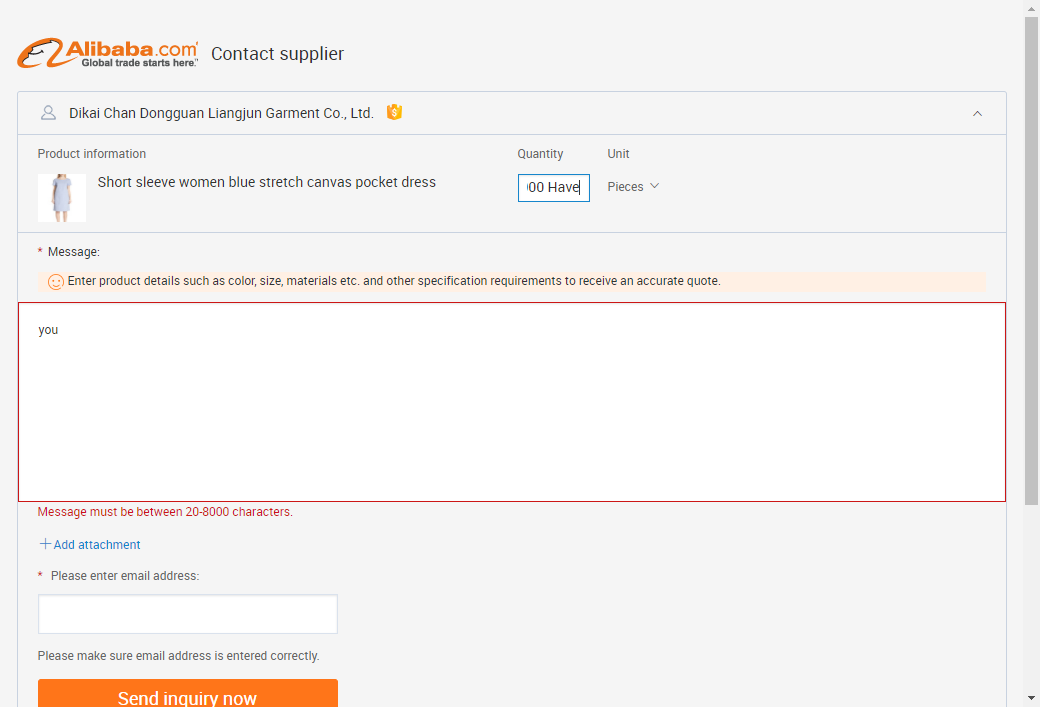 Alibaba.com
Global trade starts here.™
Contact supplier
Dikai Chan Dongguan Liangjun Garment Co., Ltd.
Product information
Quantity
Unit
Short sleeve women blue stretch canvas pocket dress
00 Have
Pieces
* Message:
Enter product details such as color, size, materials etc. and other specification requirements to receive an accurate quote.
you
Message must be between 20-8000 characters.
Add attachment
* Please enter email address:
Please make sure email address is entered correctly.
Send inquiry now